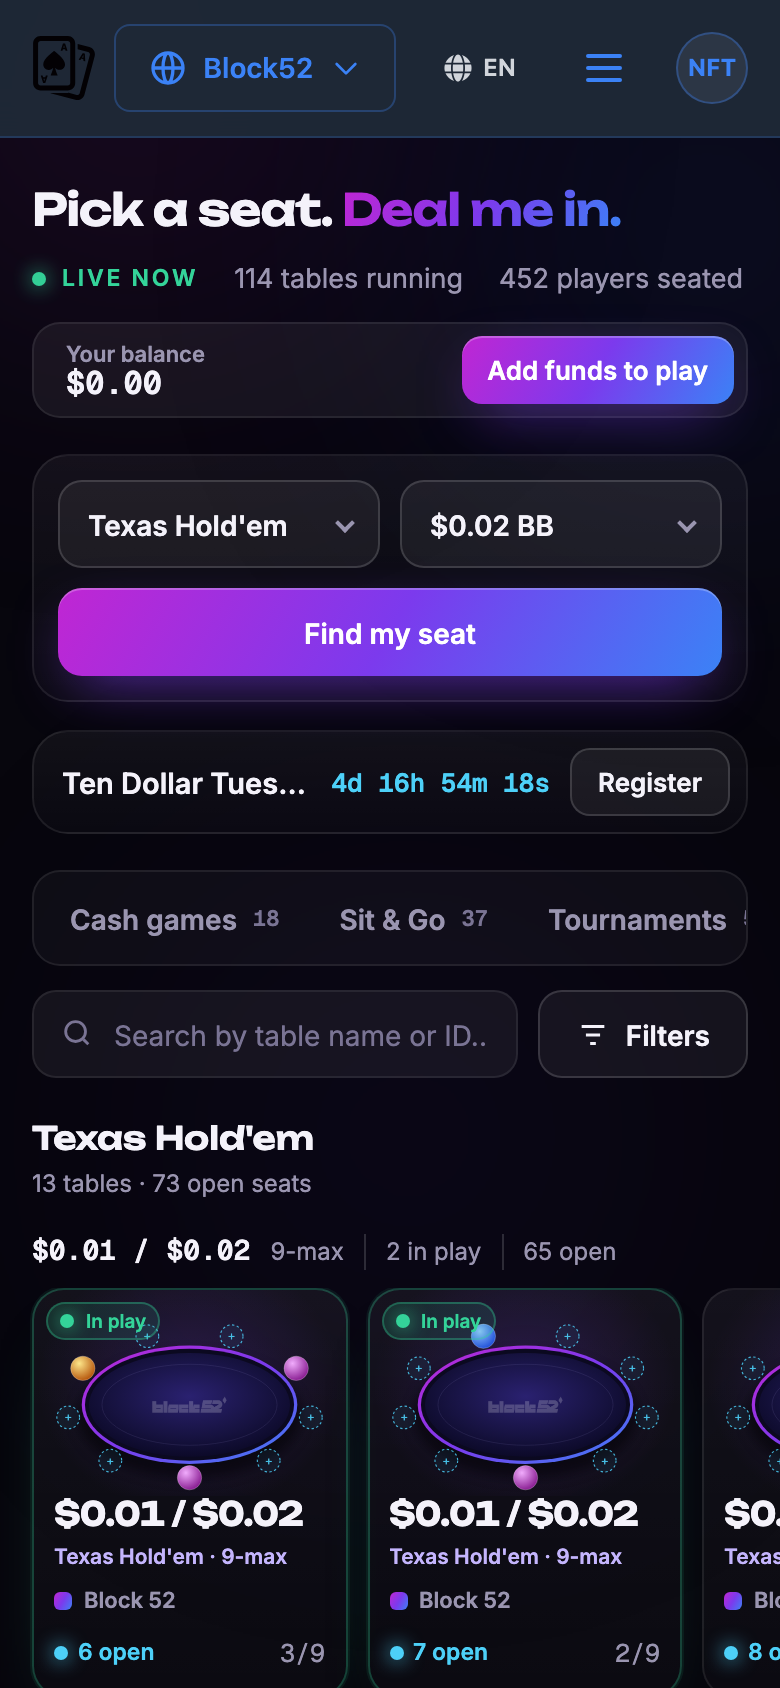 Block52
EN
NFT
Pick a seat. Deal me in.
LIVE NOW 114 tables running 452 players seated
Your balance
$0.00
Add funds to play
Texas Hold'em
$0.02 BB
Find my seat
Ten Dollar Tues... 4d 16h 54m 18s Register
Cash games 18 Sit & Go 37 Tournaments
Search by table name or ID..
Filters
Texas Hold'em
13 tables · 73 open seats
$0.01 / $0.02 9-max 2 in play 65 open
In play
block52
$0.01 / $0.02
Texas Hold'em · 9-max
Block 52
6 open 3/9
In play
block52
$0.01 / $0.02
Texas Hold'em · 9-max
Block 52
7 open 2/9
8